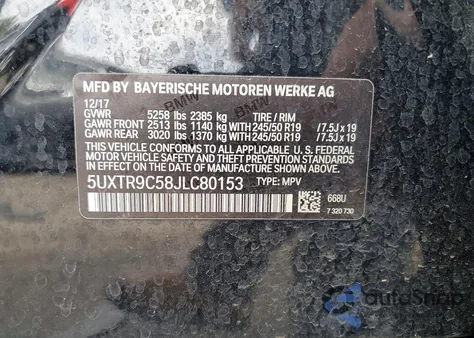 MFD BY BAYERISCHE MOTOREN WERKE AG
12/17
GVWR 5258 lbs 2385 kg TIRE / RIM
GAWR FRONT 2513 lbs 1140 kg WITH 245/50 R19 /7.5J x 19
GAWR REAR 3020 lbs 1370 kg WITH 245/50 R19 /7.5J x 19
THIS VEHICLE CONFORMS TO ALL APPLICABLE U.S. FEDERAL
MOTOR VEHICLE SAFETY STANDARDS
IN EFFECT ON THE DATE OF MANUFACTURE SHOWN ABOVE.
5UXTR9C58JLC80153 TYPE: MPV
668U
7 320 730
AutoSnap